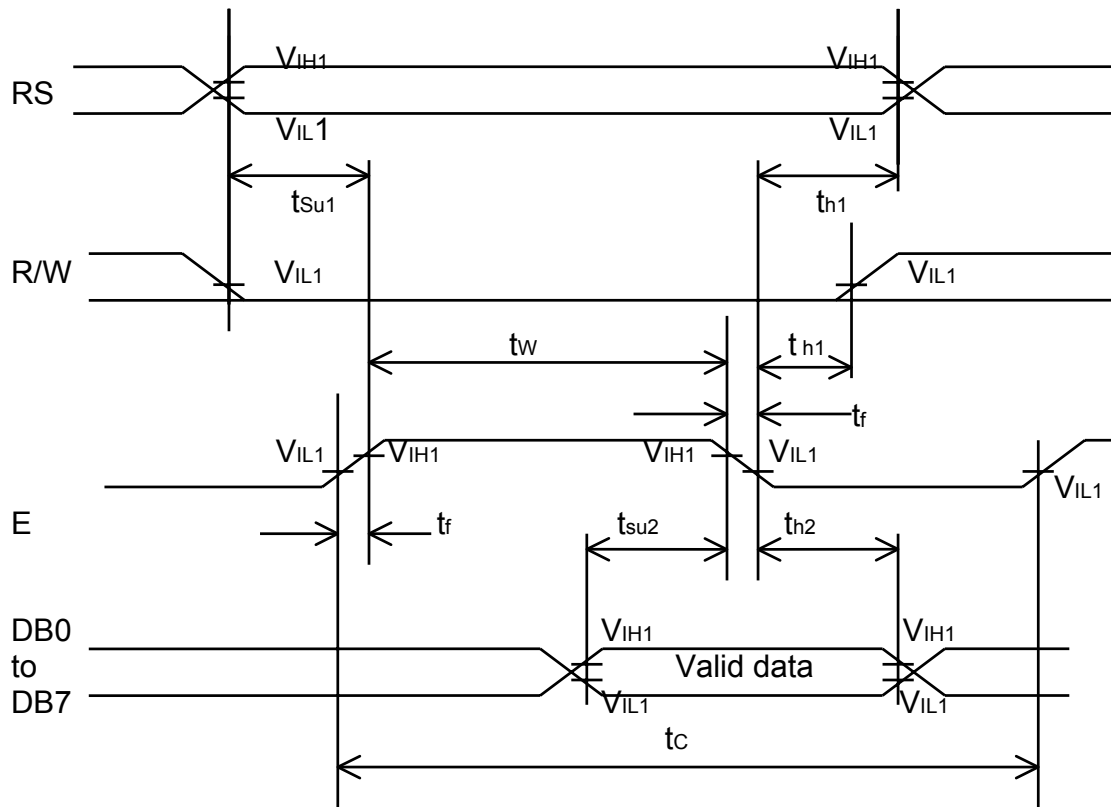 VIH1 VIH1
RS
VIL1 VIL1
tSu1 th1
R/W VIL1 VIL1
tW th1
tf
VIL1 VIH1 VIH1 VIL1 VIL1
E tf tsu2 th2
DB0 VIH1 VIH1
to Valid data
DB7 VIL1 VIL1
tC